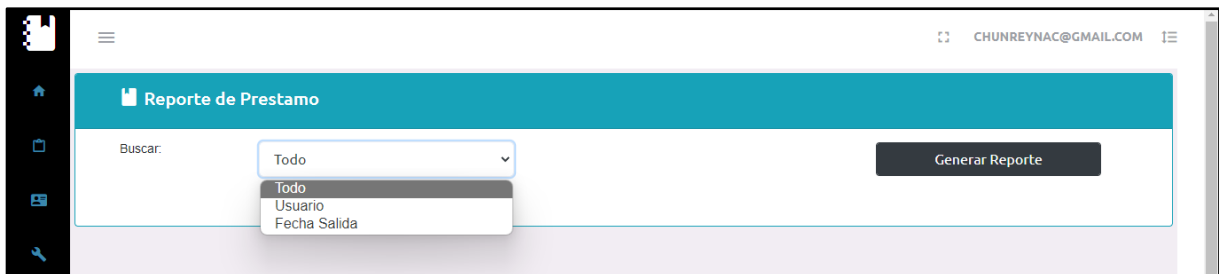 CHUNREYNAC@GMAIL.COM
Reporte de Prestamo
Buscar:
Todo
Generar Reporte
Todo
Usuario
Fecha Salida